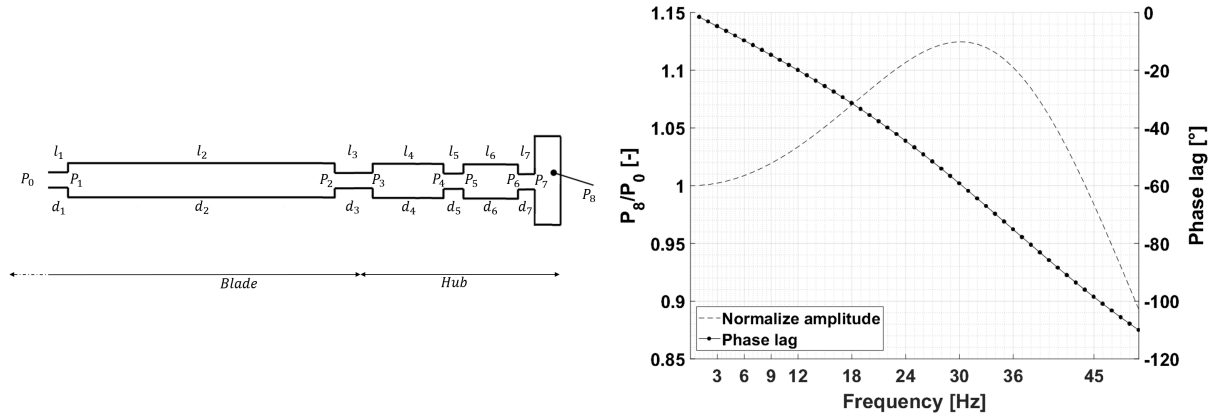 l₁ l₂ l₃ l₄ l₅ l₆ l₇
P₀ P₁ P₂ P₃ P₄ P₅ P₆ P₇ P₈
d₁ d₂ d₃ d₄ d₅ d₆ d₇
Blade Hub
1.15
1.1
1.05
1
0.95
0.9
0.85
P₈/P₀ [-]
0
-20
-40
-60
-80
-100
-120
Phase lag [°]
Normalize amplitude
Phase lag
3 6 9 12 18 24 30 36 45
Frequency [Hz]